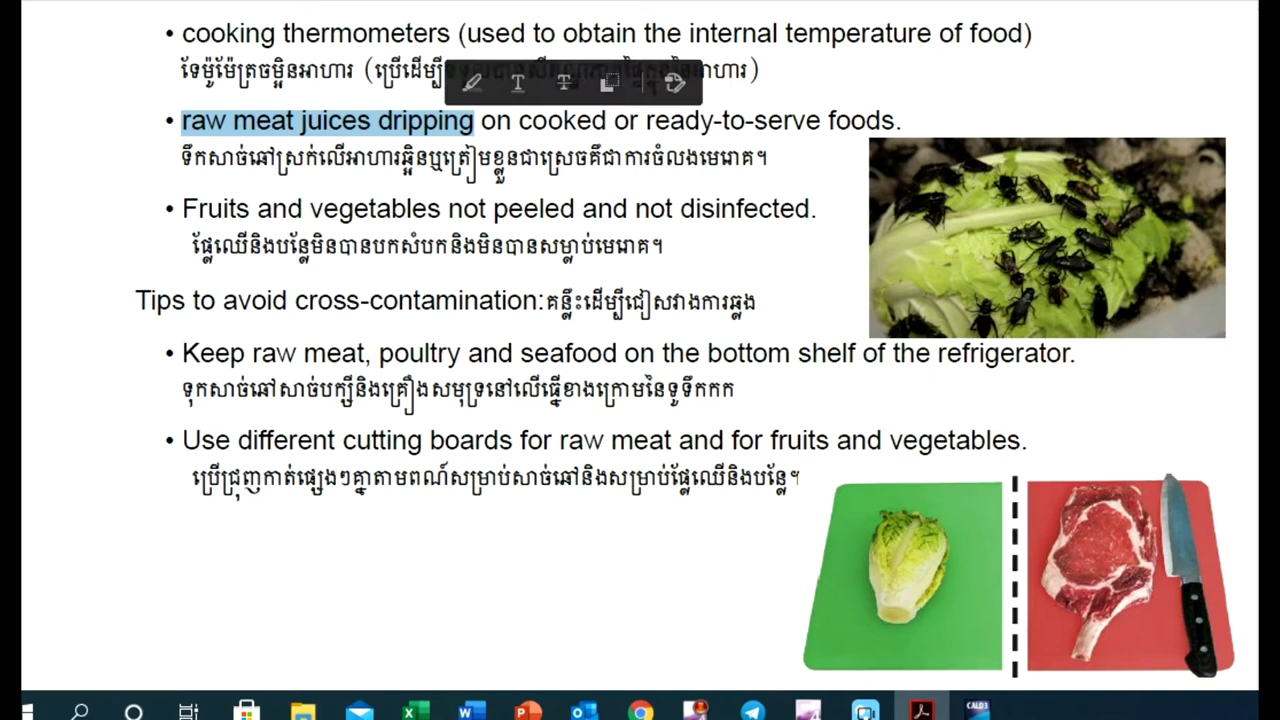 • cooking thermometers (used to obtain the internal temperature of food)
ទែម៉ូម៉ែត្រចម្អិនអាហារ (ប្រើដើម្បី
• raw meat juices dripping on cooked or ready-to-serve foods.
ទឹកសាច់ឆៅស្រក់លើអាហារឆ្អិនឬត្រៀមខ្លួនជាស្រេចគឺជាការចំលងមេរោគ។
• Fruits and vegetables not peeled and not disinfected.
ផ្លែឈើនិងបន្លែមិនបានបកសំបកនិងមិនបានសម្លាប់មេរោគ។
Tips to avoid cross-contamination:គន្លឹះដើម្បីជៀសវាងការឆ្លង
• Keep raw meat, poultry and seafood on the bottom shelf of the refrigerator.
ទុកសាច់ឆៅសាច់បក្សីនិងគ្រឿងសមុទ្រនៅលើធ្នើខាងក្រោមនៃទូទឹកកក
• Use different cutting boards for raw meat and for fruits and vegetables.
ប្រើជ្រុញកាត់ផ្សេងៗគ្នាតាមពណ៍សម្រាប់សាច់ឆៅនិងសម្រាប់ផ្លែឈើនិងបន្លែ។
CALD3